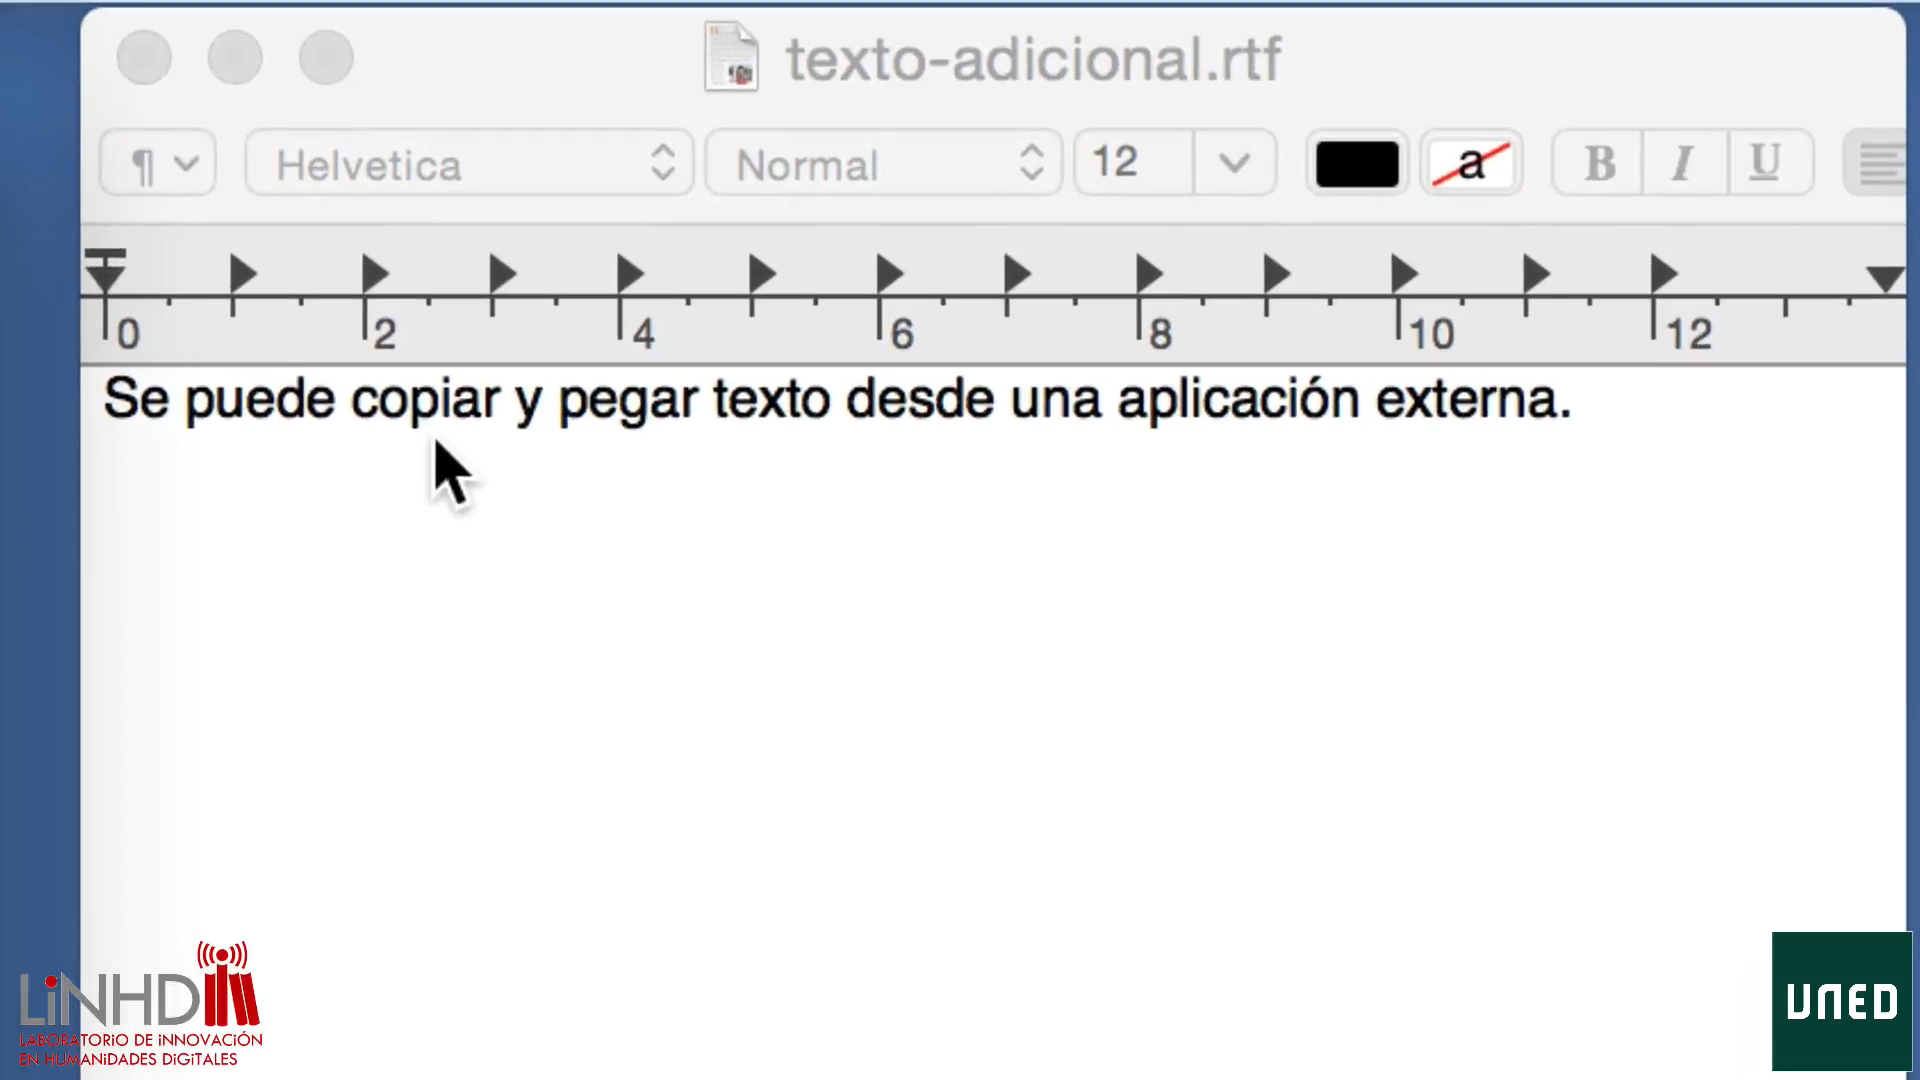 texto-adicional.rtf
¶ Helvetica Normal 12 a B I U
0 2 4 6 8 10 12
Se puede copiar y pegar texto desde una aplicación externa.
LiNHD
LABORATORiO DE iNNOVACiÓN
EN HUMANiDADES DiGiTALES
UNED